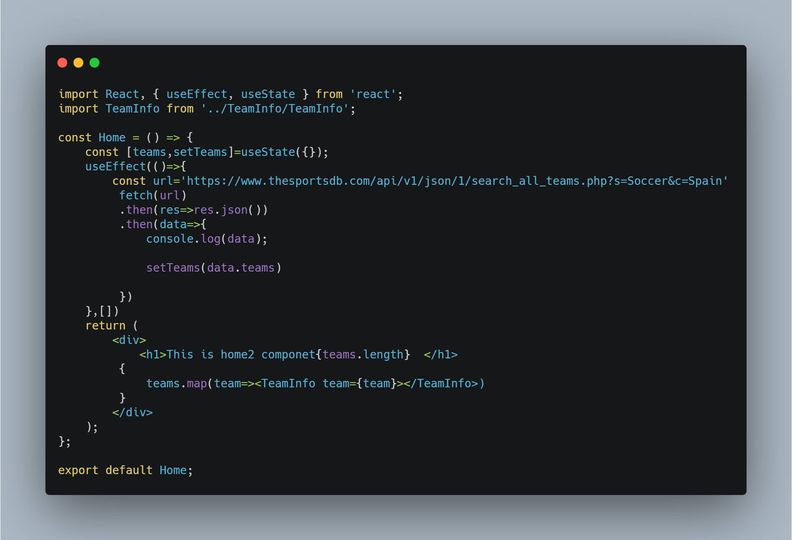 import React, { useEffect, useState } from 'react';
import TeamInfo from '../TeamInfo/TeamInfo';
const Home = () => {
const [teams,setTeams]=useState({});
useEffect(()=>{
const url='https://www.thesportsdb.com/api/v1/json/1/search_all_teams.php?s=Soccer&c=Spain'
fetch(url)
.then(res=>res.json())
.then(data=>{
console.log(data);
setTeams(data.teams)
})
},[])
return (
<div>
<h1>This is home2 componet{teams.length}  </h1>
{
teams.map(team=><TeamInfo team={team}></TeamInfo>)
}
</div>
);
};
export default Home;